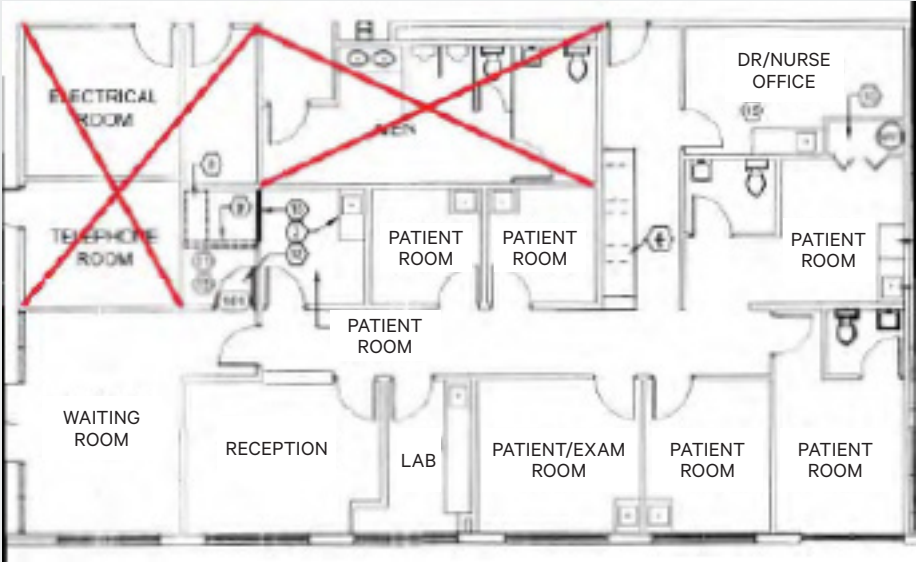 ELECTRICAL
ROOM
MEN
DR/NURSE
OFFICE
TELEPHONE
ROOM
PATIENT
ROOM
PATIENT
ROOM
PATIENT
ROOM
PATIENT
ROOM
WAITING
ROOM
RECEPTION
LAB
PATIENT/EXAM
ROOM
PATIENT
ROOM
PATIENT
ROOM